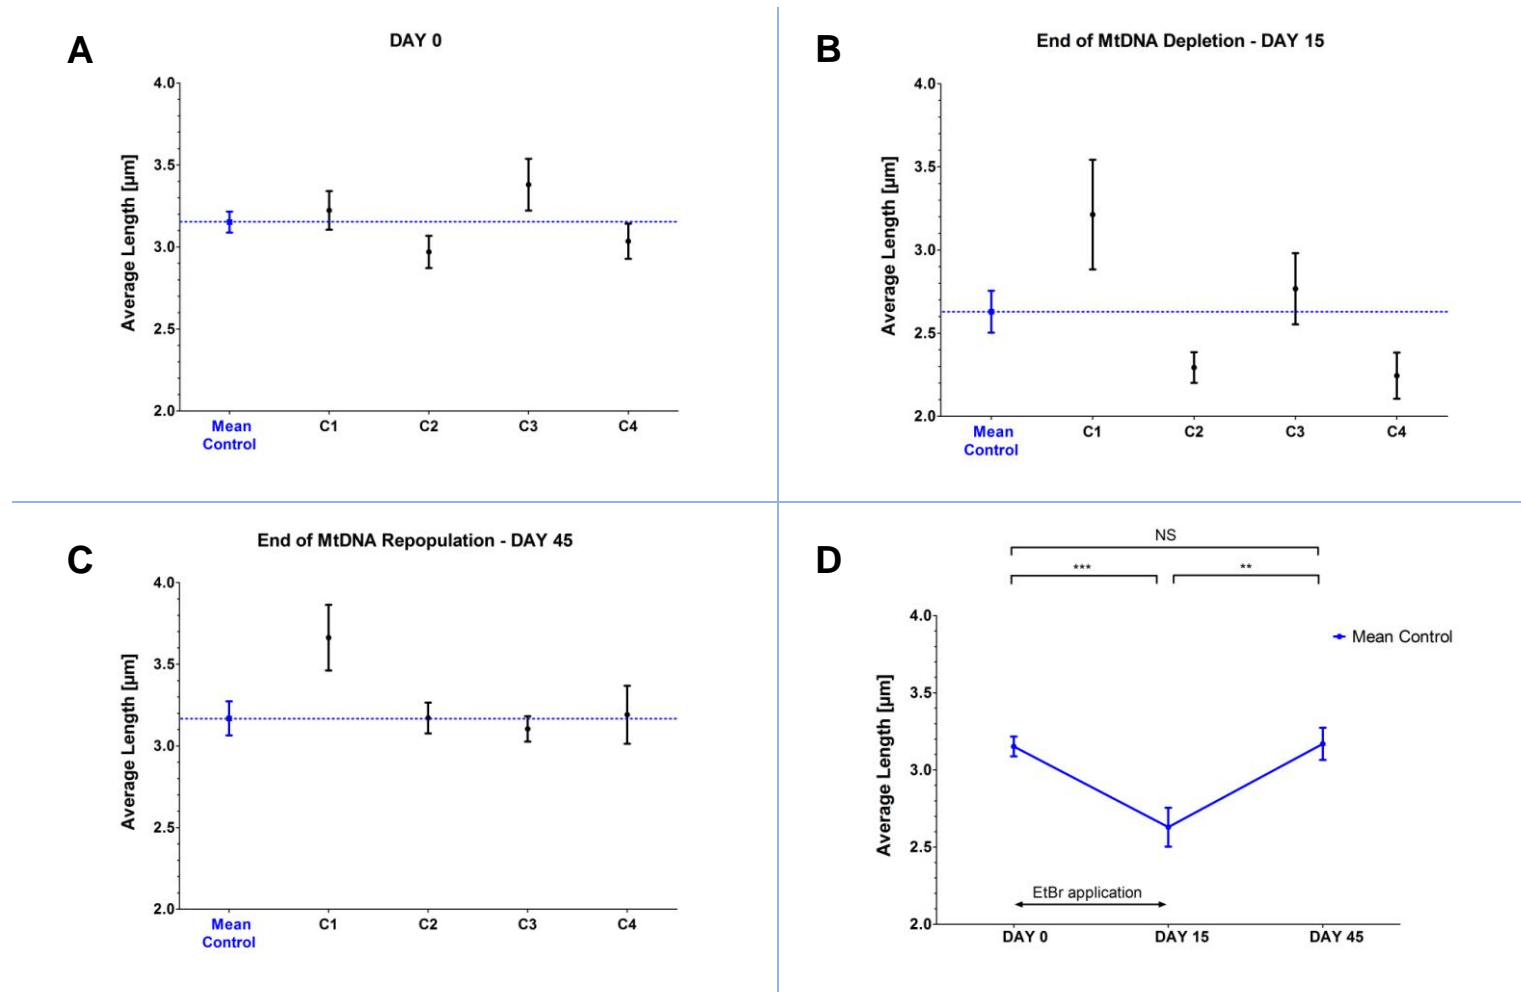 A
DAY 0
Average Length [µm]
4.0
3.5
3.0
2.5
2.0
Mean
Control
C1
C2
C3
C4
B
End of MtDNA Depletion - DAY 15
Average Length [µm]
4.0
3.5
3.0
2.5
2.0
Mean
Control
C1
C2
C3
C4
C
End of MtDNA Repopulation - DAY 45
Average Length [µm]
4.0
3.5
3.0
2.5
2.0
Mean
Control
C1
C2
C3
C4
D
NS
*** **
Mean Control
Average Length [µm]
4.0
3.5
3.0
2.5
2.0
EtBr application
DAY 0 DAY 15 DAY 45